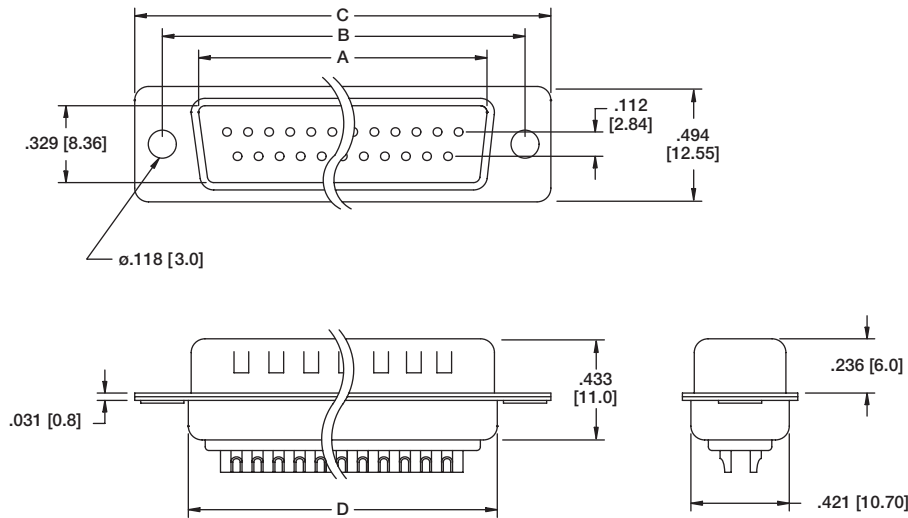 C
B
A
.112
[2.84]
.494
[12.55]
.329 [8.36]
ø.118 [3.0]
.433
[11.0]
.236 [6.0]
.031 [0.8]
D
.421 [10.70]